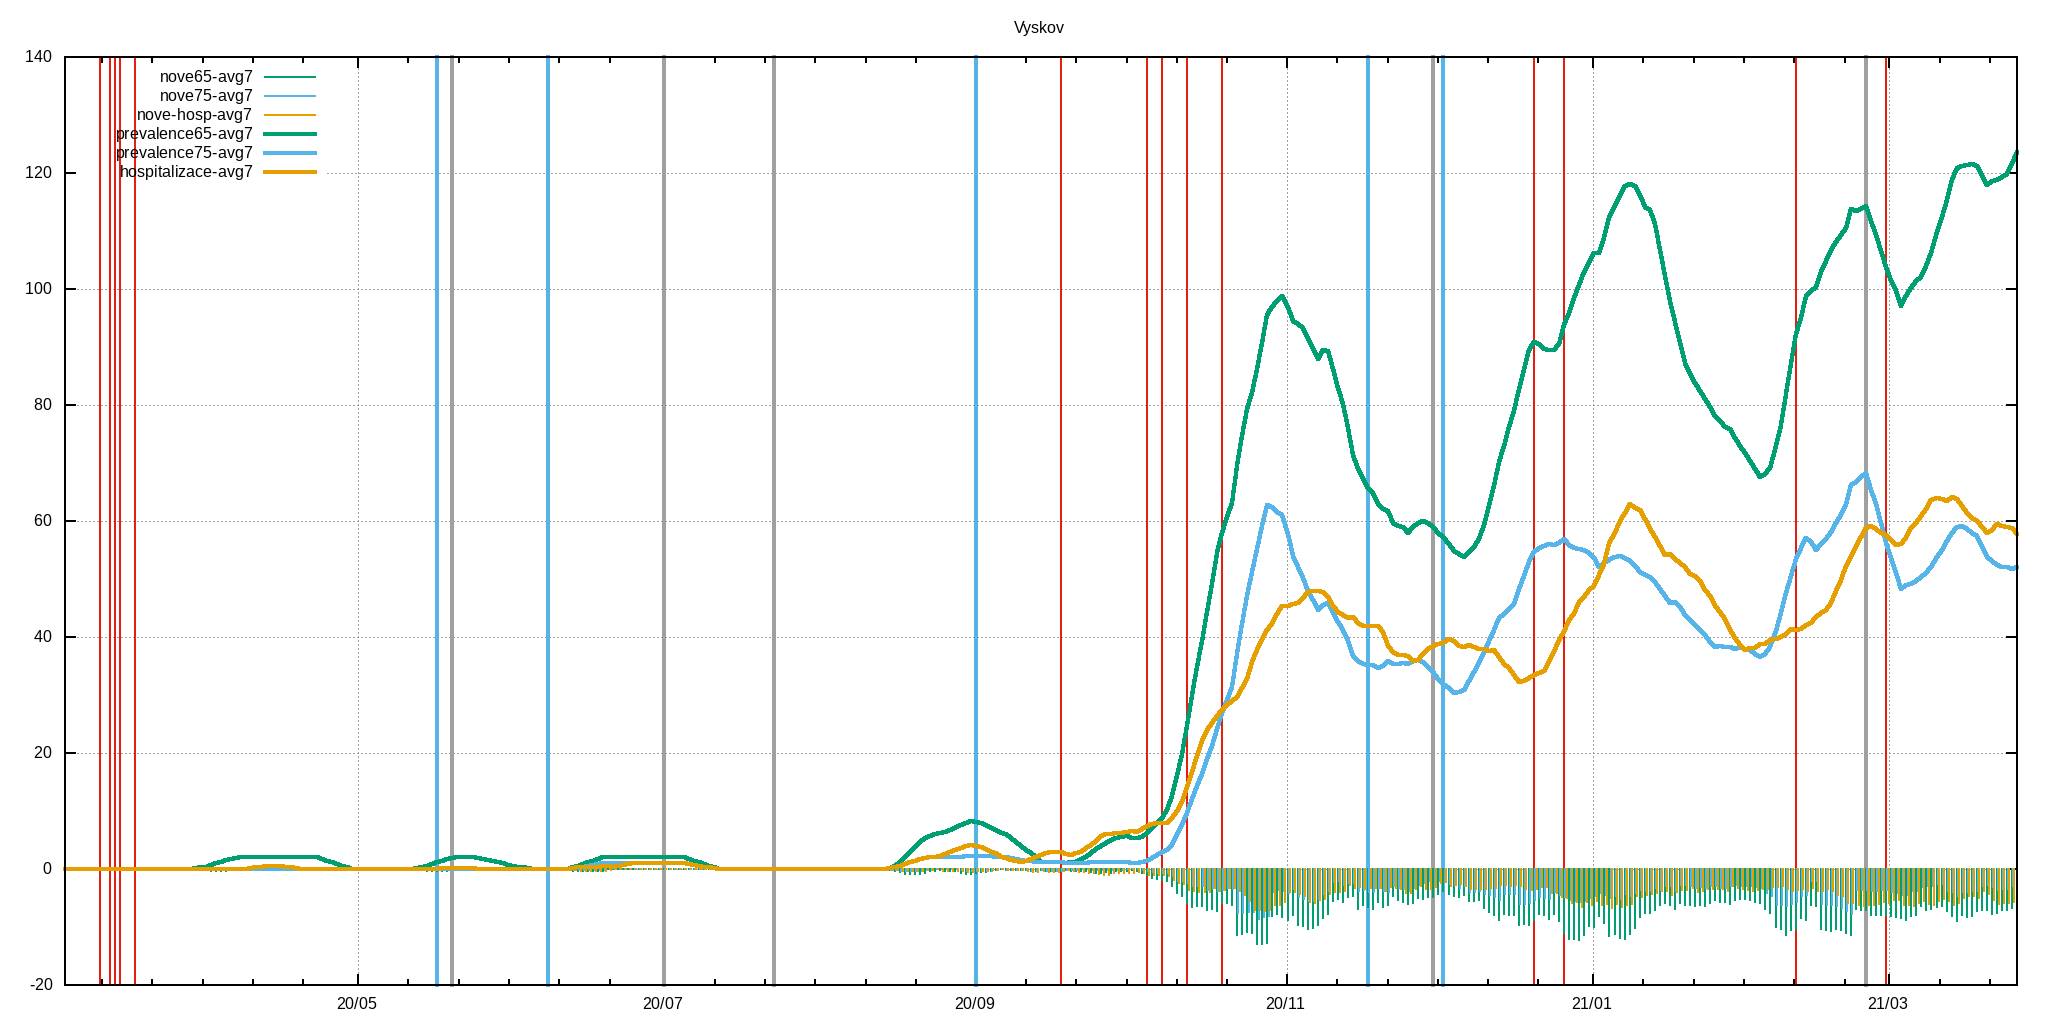 Vyskov
140
120
100
80
60
40
20
0
-20
nove65-avg7
nove75-avg7
nove-hosp-avg7
prevalence65-avg7
prevalence75-avg7
hospitalizace-avg7
20/05
20/07
20/09
20/11
21/01
21/03